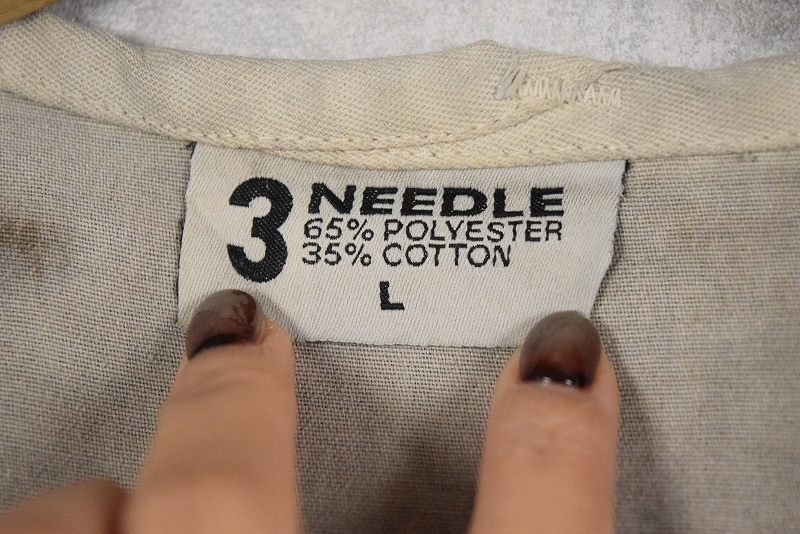 3 NEEDLE
65% POLYESTER
35% COTTON
L